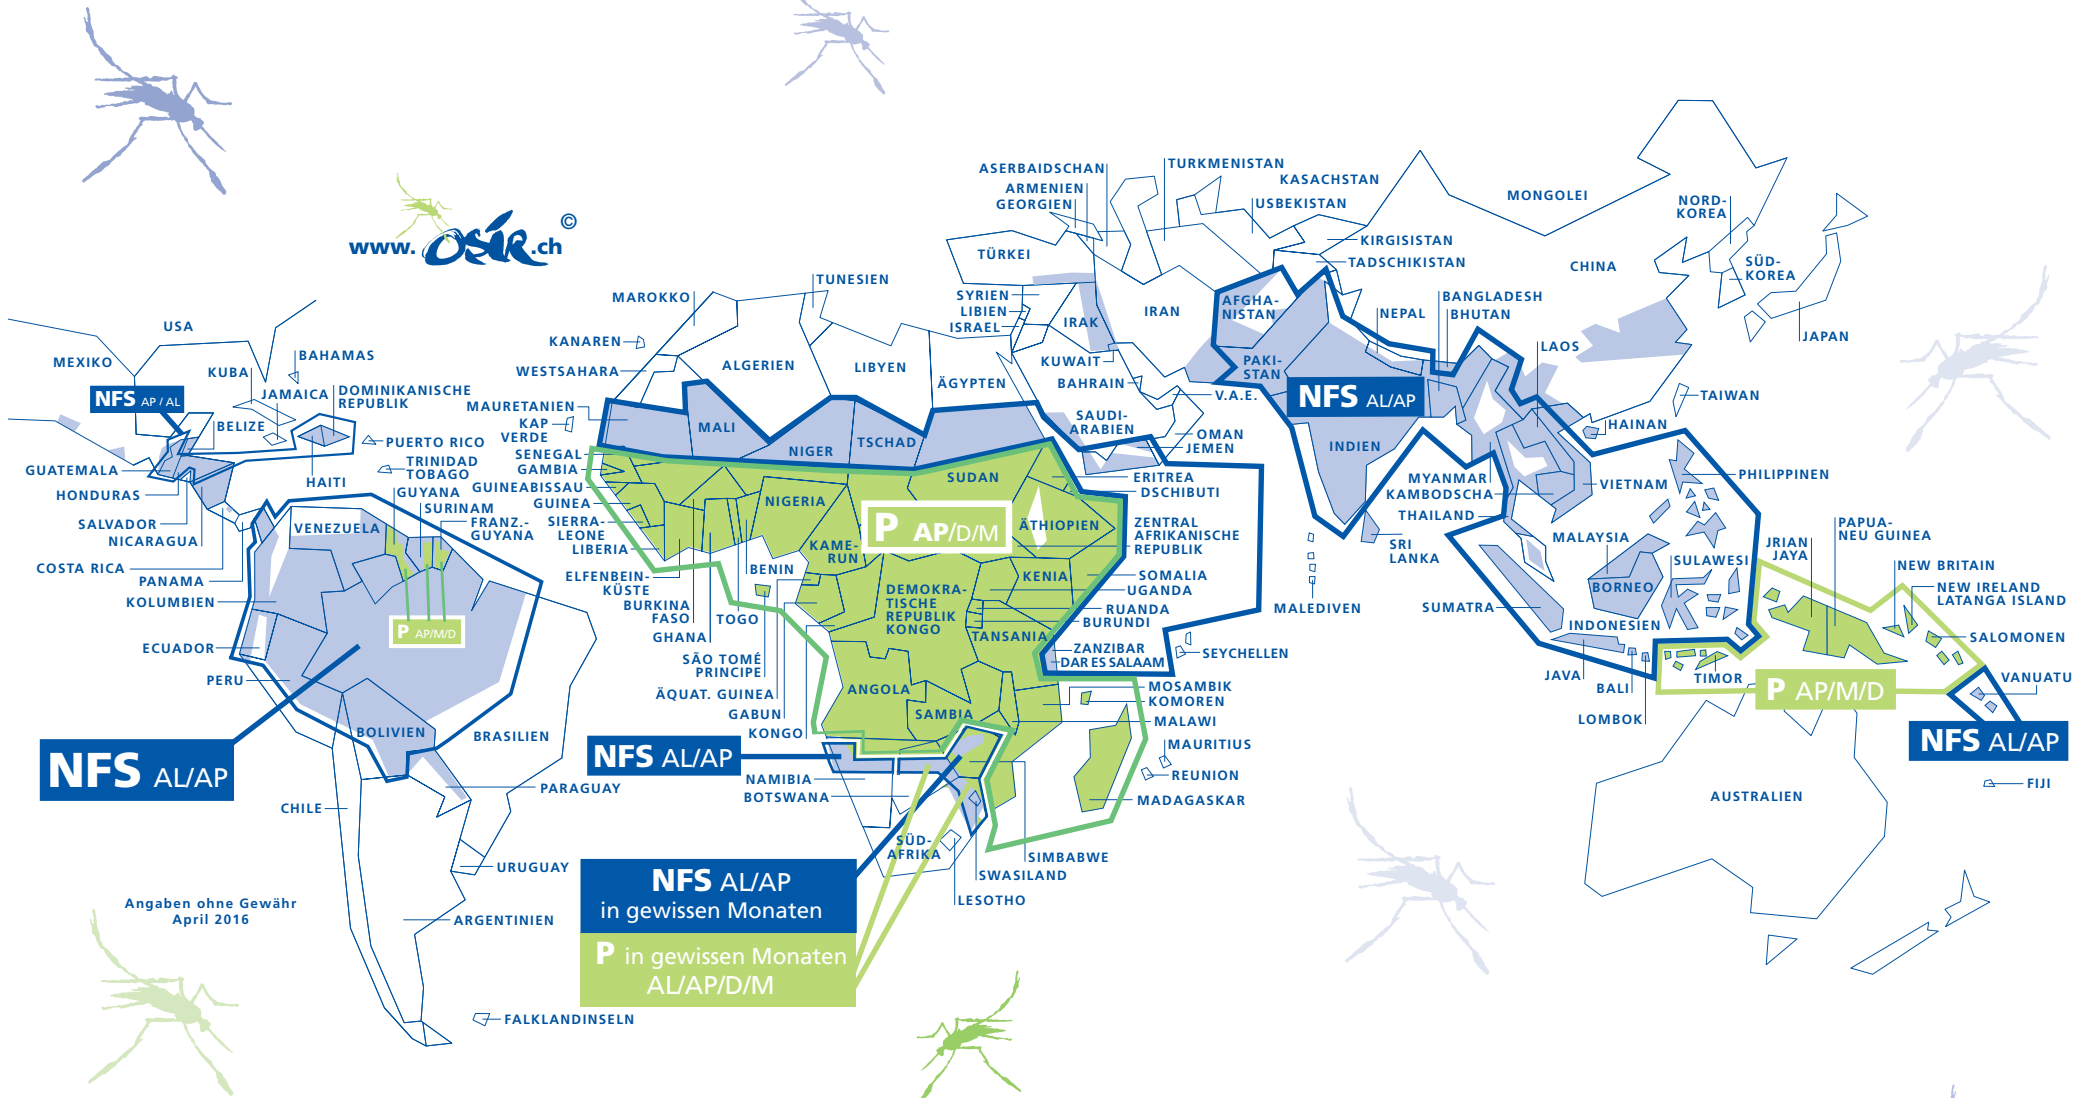 www.OSIR.ch ©
USA
MEXIKO
KUBA
BAHAMAS
JAMAICA
DOMINIKANISCHE
REPUBLIK
NFS AP / AL
BELIZE
PUERTO RICO
GUATEMALA
HONDURAS
HAITI
TRINIDAD
TOBAGO
SALVADOR
NICARAGUA
COSTA RICA
PANAMA
KOLUMBIEN
ECUADOR
PERU
VENEZUELA
GUYANA
SURINAM
FRANZ.-
GUYANA
P AP/M/D
BOLIVIEN
BRASILIEN
NFS AL/AP
PARAGUAY
CHILE
URUGUAY
ARGENTINIEN
FALKLANDINSELN
Angaben ohne Gewähr
April 2016
MAROKKO
TUNESIEN
KANAREN
WESTSAHARA
ALGERIEN
LIBYEN
ÄGYPTEN
MAURETANIEN
KAP
VERDE
MALI
NIGER
TSCHAD
SENEGAL
GAMBIA
GUINEABISSAU
GUINEA
SIERRA-
LEONE
LIBERIA
ELFENBEIN-
KÜSTE
BURKINA
FASO
GHANA
TOGO
BENIN
NIGERIA
SUDAN
P AP/D/M
ÄTHIOPIEN
ERITREA
DSCHIBUTI
ZENTRAL
AFRIKANISCHE
REPUBLIK
KAME-
RUN
KENIA
SOMALIA
UGANDA
DEMOKRA-
TISCHE
REPUBLIK
KONGO
RUANDA
BURUNDI
TANSANIA
ZANZIBAR
DAR ES SALAAM
SEYCHELLEN
SÃO TOMÉ
PRINCIPE
ÄQUAT. GUINEA
GABUN
KONGO
ANGOLA
SAMBIA
MOSAMBIK
KOMOREN
MALAWI
MAURITIUS
REUNION
MADAGASKAR
NFS AL/AP
NAMIBIA
BOTSWANA
SÜD-
AFRIKA
SIMBABWE
SWASILAND
LESOTHO
NFS AL/AP
in gewissen Monaten
P in gewissen Monaten
AL/AP/D/M
ASERBAIDSCHAN
ARMENIEN
GEORGIEN
TURKMENISTAN
KASACHSTAN
USBEKISTAN
TÜRKEI
KIRGISISTAN
TADSCHIKISTAN
SYRIEN
LIBIEN
ISRAEL
IRAK
IRAN
KUWAIT
BAHRAIN
V.A.E.
SAUDI-
ARABIEN
OMAN
JEMEN
AFGHA-
NISTAN
PAKI-
STAN
NFS AL/AP
INDIEN
NEPAL
BANGLADESH
BHUTAN
LAOS
MONGOLEI
CHINA
NORD-
KOREA
SÜD-
KOREA
JAPAN
TAIWAN
HAINAN
MYANMAR
KAMBODSCHA
THAILAND
VIETNAM
PHILIPPINEN
SRI
LANKA
MALEDIVEN
MALAYSIA
BORNEO
SULAWESI
SUMATRA
INDONESIEN
JAVA
BALI
LOMBOK
TIMOR
JRIAN
JAYA
PAPUA-
NEU GUINEA
NEW BRITAIN
NEW IRELAND
LATANGA ISLAND
SALOMONEN
P AP/M/D
VANUATU
NFS AL/AP
FIJI
AUSTRALIEN